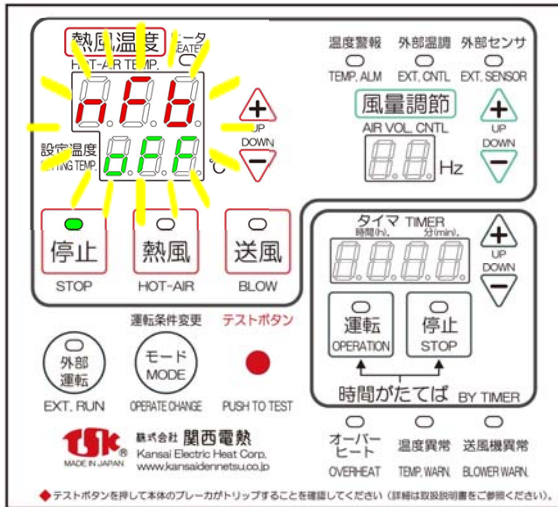 熱風温度 ヒータ
HOT-AIR TEMP. HEATER
nFb
設定温度
SETTING TEMP.
oFF
℃
UP
DOWN
停止
STOP
熱風
HOT-AIR
送風
BLOW
温度警報 外部温調 外部センサ
TEMP. ALM EXT. CNTL EXT. SENSOR
風量調節
AIR VOL. CNTL
Hz
UP
DOWN
タイマ TIMER
時間(h). 分(min).
UP
DOWN
運転
OPERATION
停止
STOP
時間がたてば BY TIMER
運転条件変更 テストボタン
外部
運転
EXT. RUN
モード
MODE
OPERATE CHANGE
PUSH TO TEST
TSK®
MADE IN JAPAN
株式会社 関西電熱
Kansai Electric Heat Corp.
www.kansaidennetsu.co.jp
オーバー
ヒート
OVERHEAT
温度異常
TEMP. WARN.
送風機異常
BLOWER WARN.
◆テストボタンを押して本体のブレーカがトリップすることを確認してください（詳細は取扱説明書をご参照ください）。